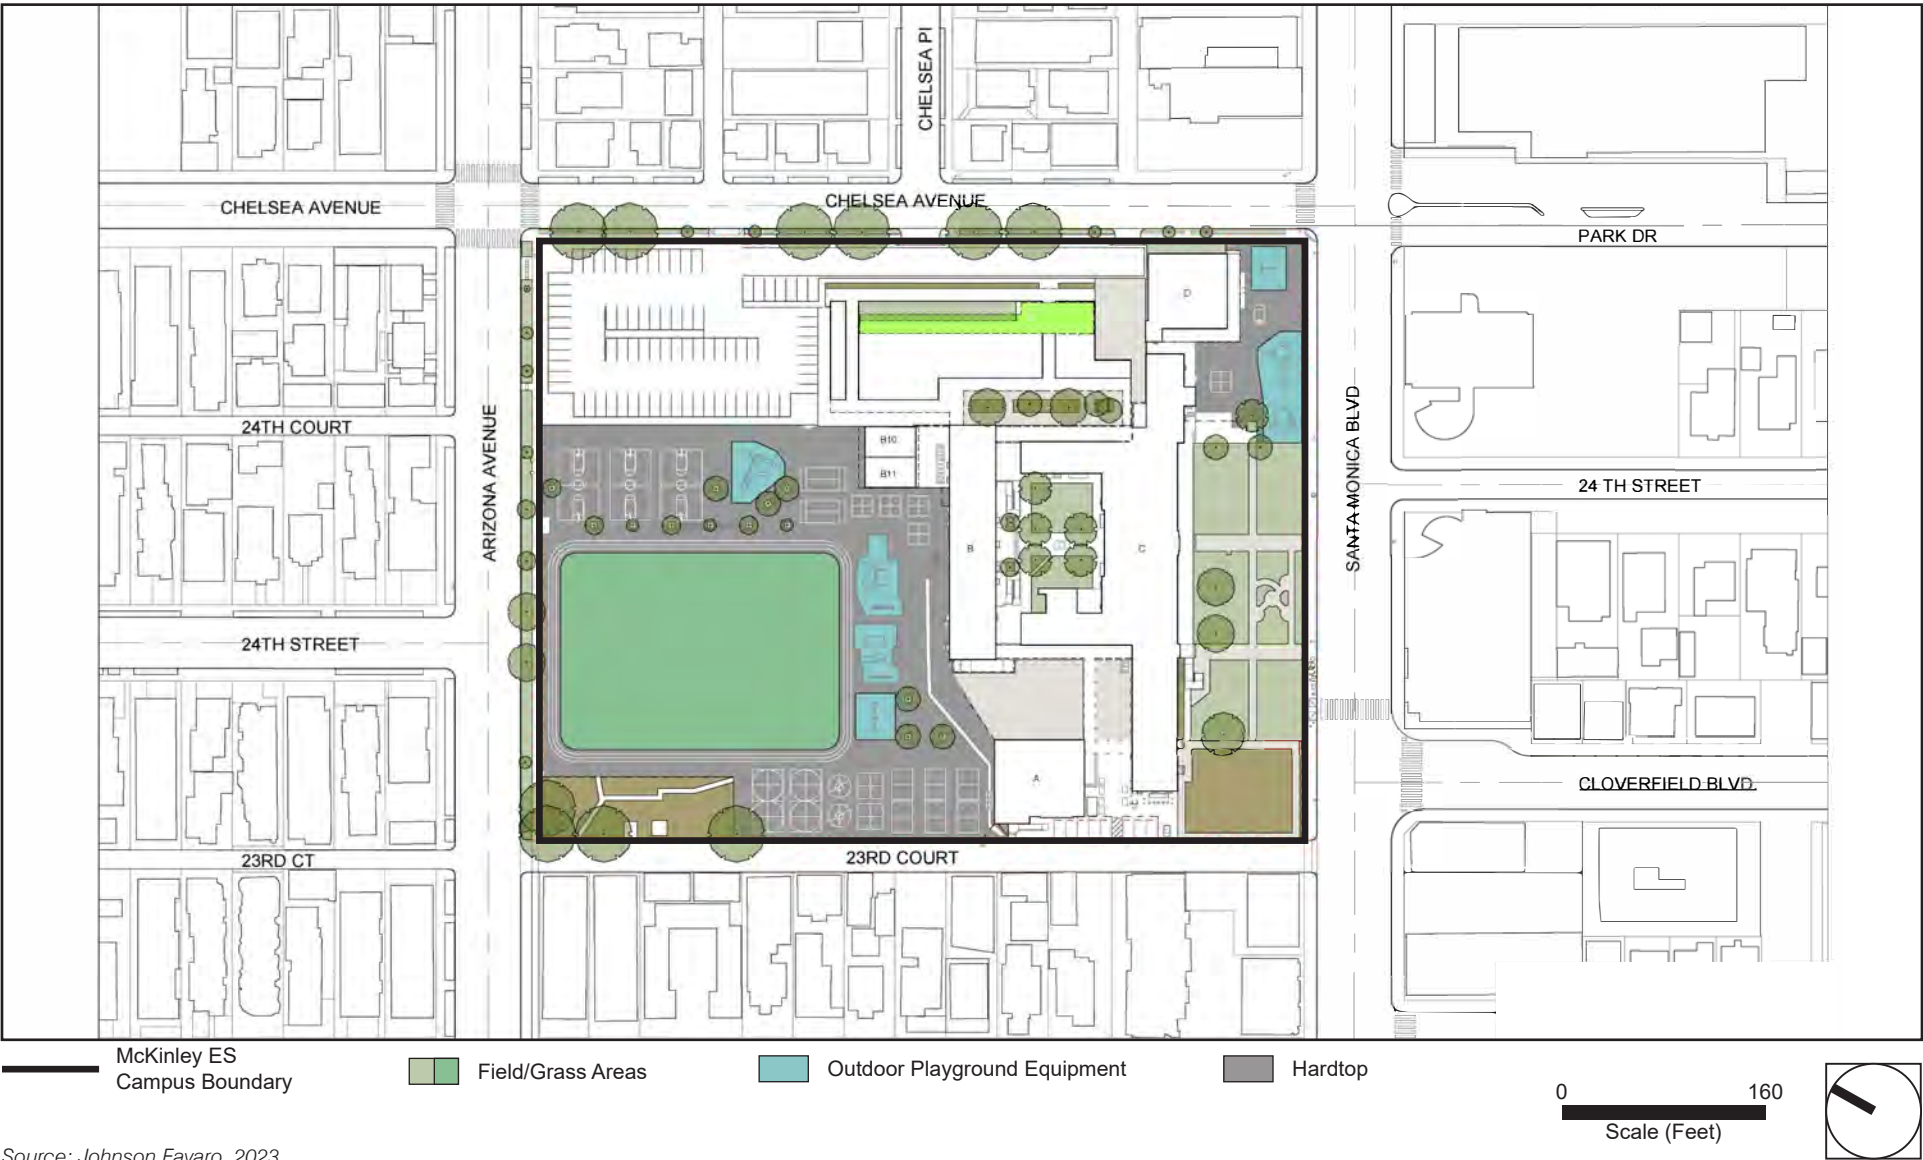 CHELSEA PI
CHELSEA AVENUE
CHELSEA AVENUE
PARK DR
D
24TH COURT
ARIZONA AVENUE
B10
B11
SANTA MONICA BLVD
24 TH STREET
B
C
24TH STREET
A
CLOVERFIELD BLVD.
23RD CT
23RD COURT
McKinley ES
Campus Boundary
Field/Grass Areas
Outdoor Playground Equipment
Hardtop
0 160
Scale (Feet)
Source: Johnson Favaro, 2023